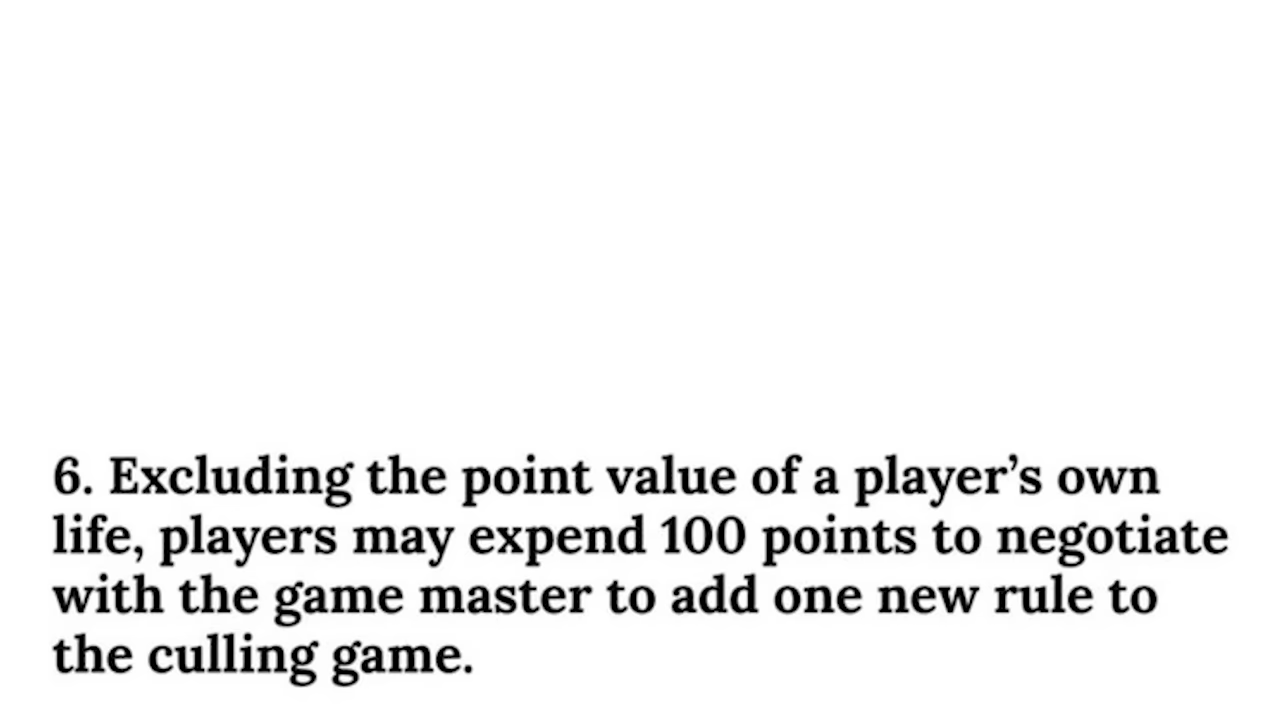 6. Excluding the point value of a player’s own
life, players may expend 100 points to negotiate
with the game master to add one new rule to
the culling game.